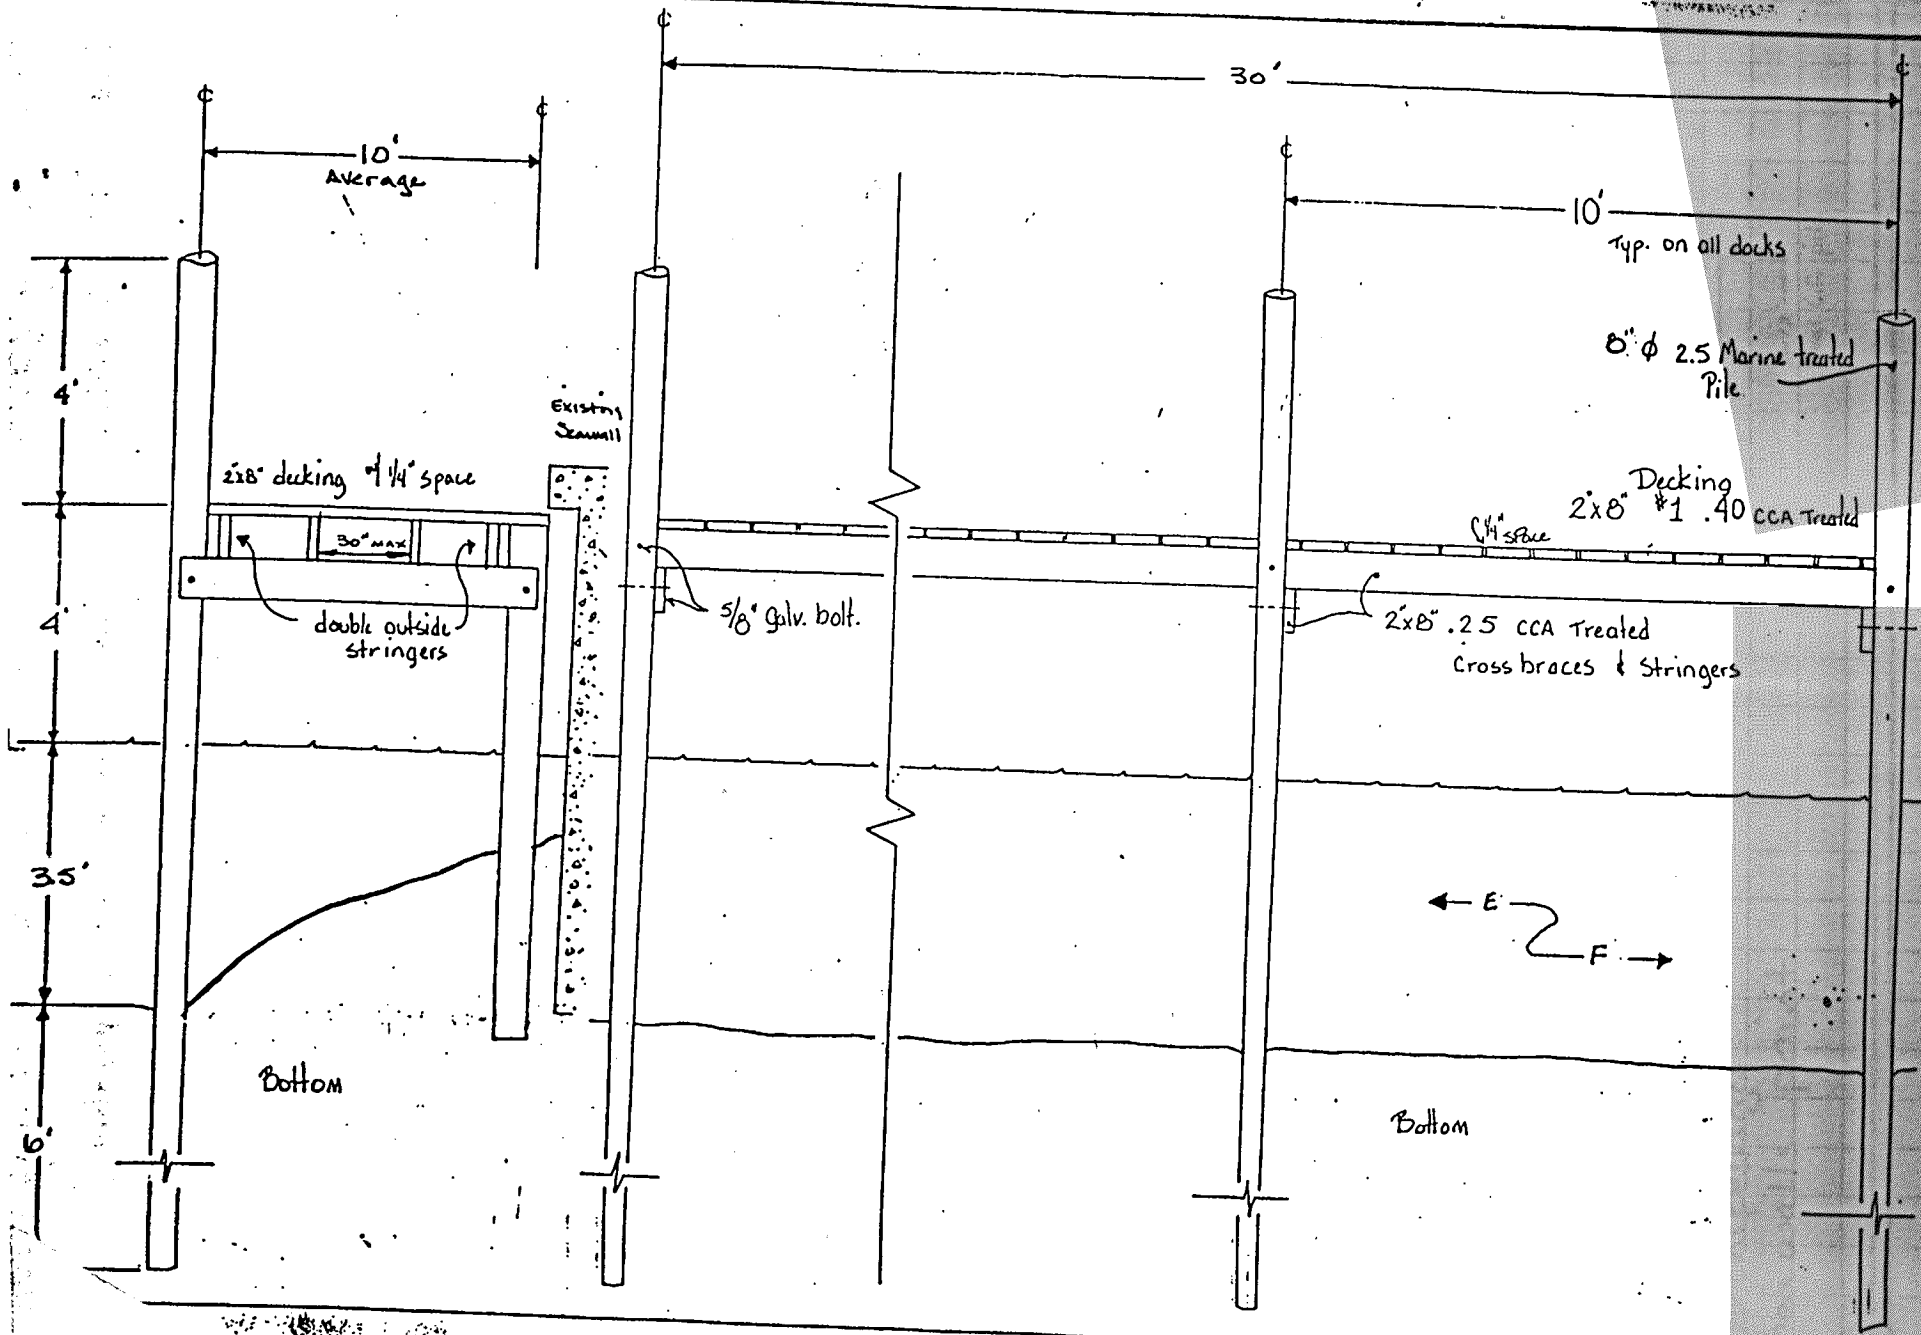 ℄
30'
℄
℄
℄
10'
Average
℄
10'
Typ. on all docks
8" ⌀ 2.5 Marine treated
Pile
4'
Existing
Seawall
2"x8" decking w/ 1/4" space
Decking
2"x8" #1 .40 CCA Treated
1/4" space
30" MAX
4'
double outside
stringers
5/8" galv. bolt.
2"x8" .25 CCA Treated
Cross braces & Stringers
3.5'
E
F
Bottom
Bottom
6'